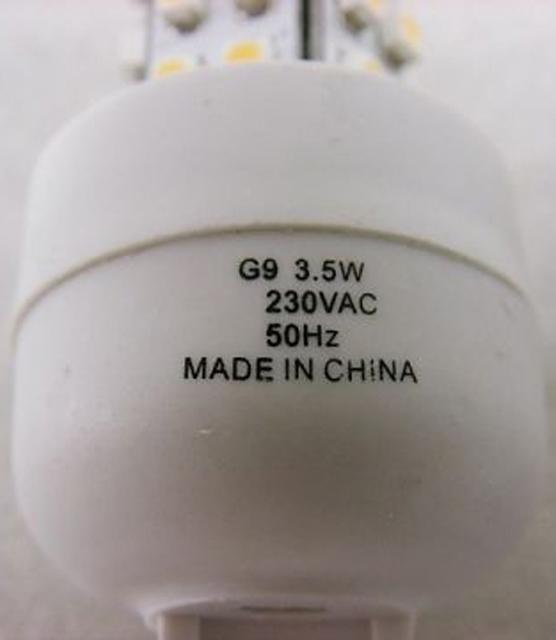 G9 3.5W
230VAC
50Hz
MADE IN CHINA